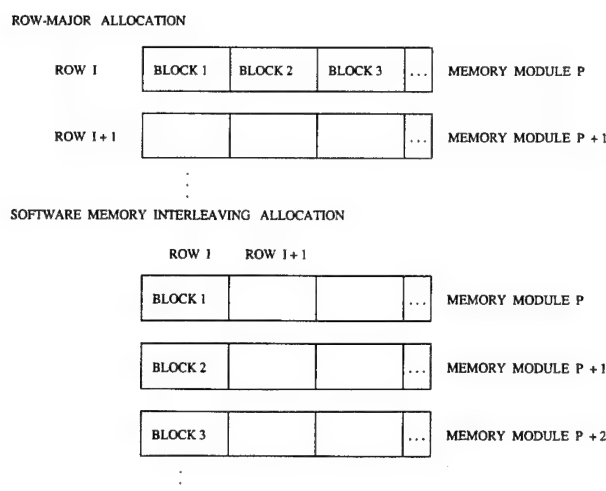 ROW-MAJOR ALLOCATION
ROW I BLOCK 1 BLOCK 2 BLOCK 3 ... MEMORY MODULE P
ROW I+1 ... MEMORY MODULE P + 1
SOFTWARE MEMORY INTERLEAVING ALLOCATION
ROW I ROW I+1
BLOCK 1 ... MEMORY MODULE P
BLOCK 2 ... MEMORY MODULE P + 1
BLOCK 3 ... MEMORY MODULE P + 2